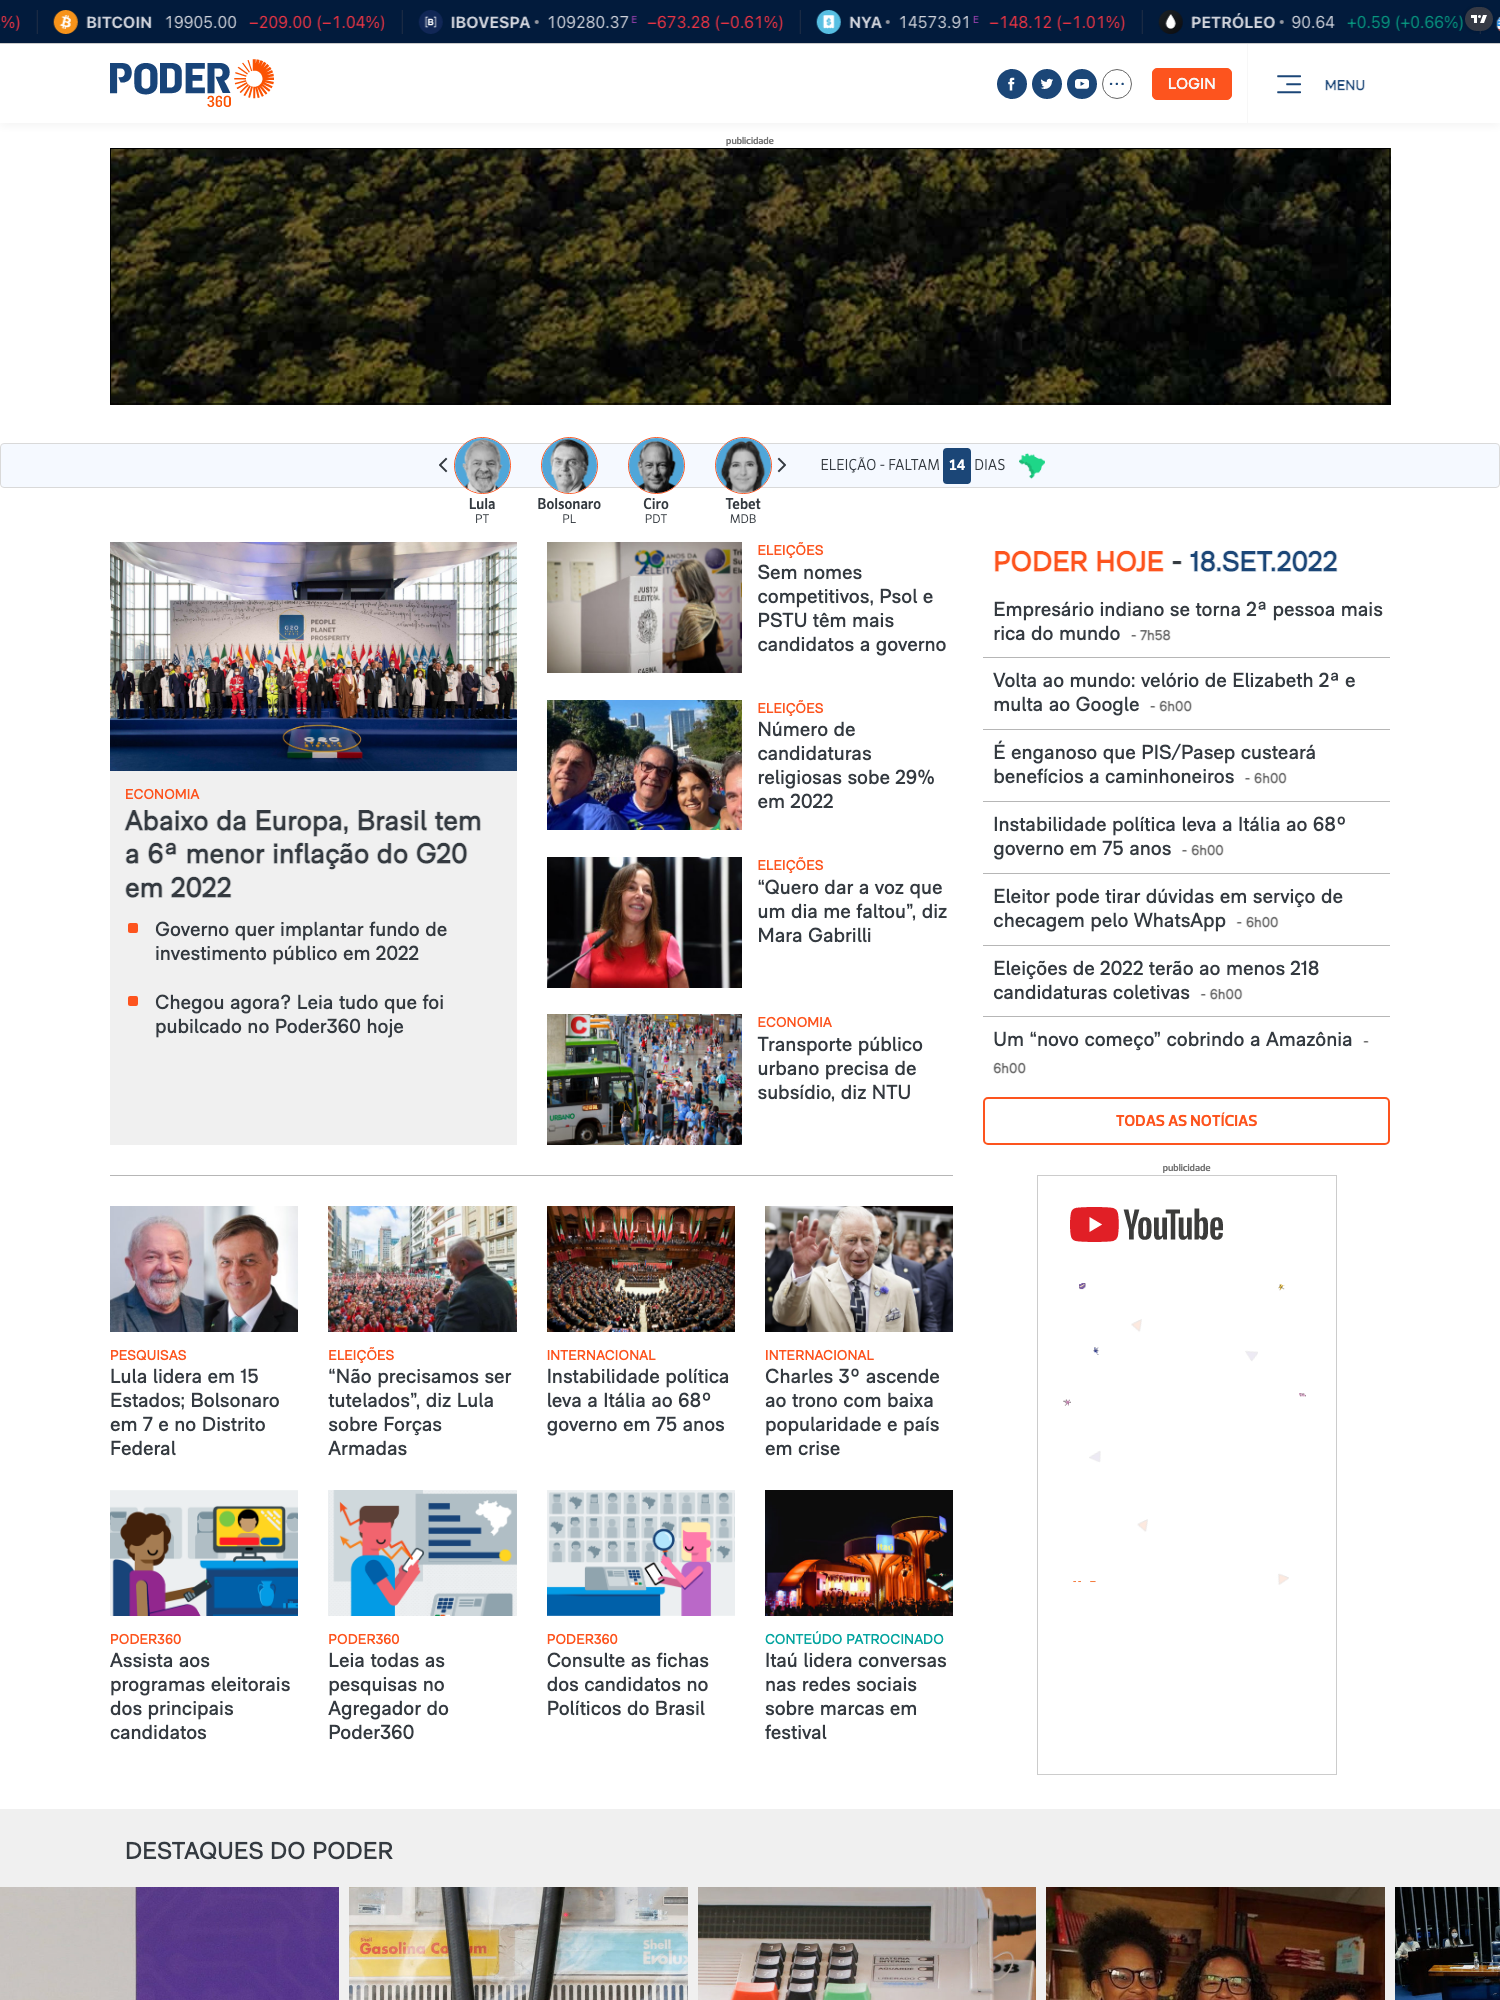 %)
BITCOIN 19905.00 −209.00 (−1.04%)
IBOVESPA • 109280.37 E −673.28 (−0.61%)
NYA • 14573.91 E −148.12 (−1.01%)
PETRÓLEO • 90.64 +0.59 (+0.66%)
PODER
360
LOGIN
MENU
publicidade
Lula
PT
Bolsonaro
PL
Ciro
PDT
Tebet
MDB
ELEIÇÃO - FALTAM 14 DIAS
G20
PEOPLE
PLANET
PROSPERITY
ECONOMIA
Abaixo da Europa, Brasil tem
a 6ª menor inflação do G20
em 2022
Governo quer implantar fundo de
investimento público em 2022
Chegou agora? Leia tudo que foi
pubilcado no Poder360 hoje
ELEIÇÕES
Sem nomes
competitivos, Psol e
PSTU têm mais
candidatos a governo
ELEIÇÕES
Número de
candidaturas
religiosas sobe 29%
em 2022
ELEIÇÕES
“Quero dar a voz que
um dia me faltou”, diz
Mara Gabrilli
URBANO
ECONOMIA
Transporte público
urbano precisa de
subsídio, diz NTU
PODER HOJE - 18.SET.2022
Empresário indiano se torna 2ª pessoa mais
rica do mundo - 7h58
Volta ao mundo: velório de Elizabeth 2ª e
multa ao Google - 6h00
É enganoso que PIS/Pasep custeará
benefícios a caminhoneiros - 6h00
Instabilidade política leva a Itália ao 68º
governo em 75 anos - 6h00
Eleitor pode tirar dúvidas em serviço de
checagem pelo WhatsApp - 6h00
Eleições de 2022 terão ao menos 218
candidaturas coletivas - 6h00
Um “novo começo” cobrindo a Amazônia -
6h00
TODAS AS NOTÍCIAS
publicidade
YouTube
PESQUISAS
Lula lidera em 15
Estados; Bolsonaro
em 7 e no Distrito
Federal
ELEIÇÕES
“Não precisamos ser
tutelados”, diz Lula
sobre Forças
Armadas
INTERNACIONAL
Instabilidade política
leva a Itália ao 68º
governo em 75 anos
INTERNACIONAL
Charles 3º ascende
ao trono com baixa
popularidade e país
em crise
PODER360
Assista aos
programas eleitorais
dos principais
candidatos
PODER360
Leia todas as
pesquisas no
Agregador do
Poder360
PODER360
Consulte as fichas
dos candidatos no
Políticos do Brasil
CONTEÚDO PATROCINADO
Itaú lidera conversas
nas redes sociais
sobre marcas em
festival
DESTAQUES DO PODER
Gasolina
Shell